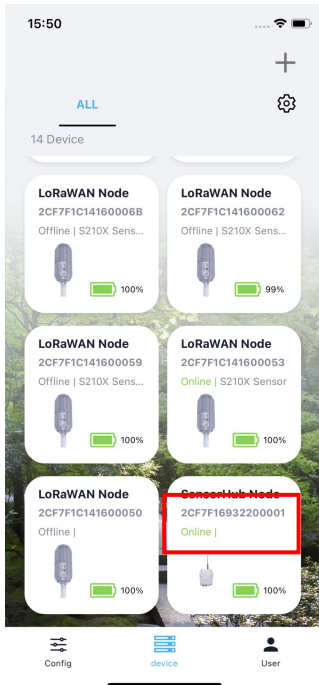 15:50
ALL
14 Device
LoRaWAN Node
2CF7F1C14160006B
Offline | S210X Sens...
100%
LoRaWAN Node
2CF7F1C141600062
Offline | S210X Sens...
99%
LoRaWAN Node
2CF7F1C141600059
Offline | S210X Sens...
100%
LoRaWAN Node
2CF7F1C141600053
Online | S210X Sensor
100%
LoRaWAN Node
2CF7F1C141600050
Offline |
100%
SensorHub Node
2CF7F16932200001
Online |
100%
Config
device
User